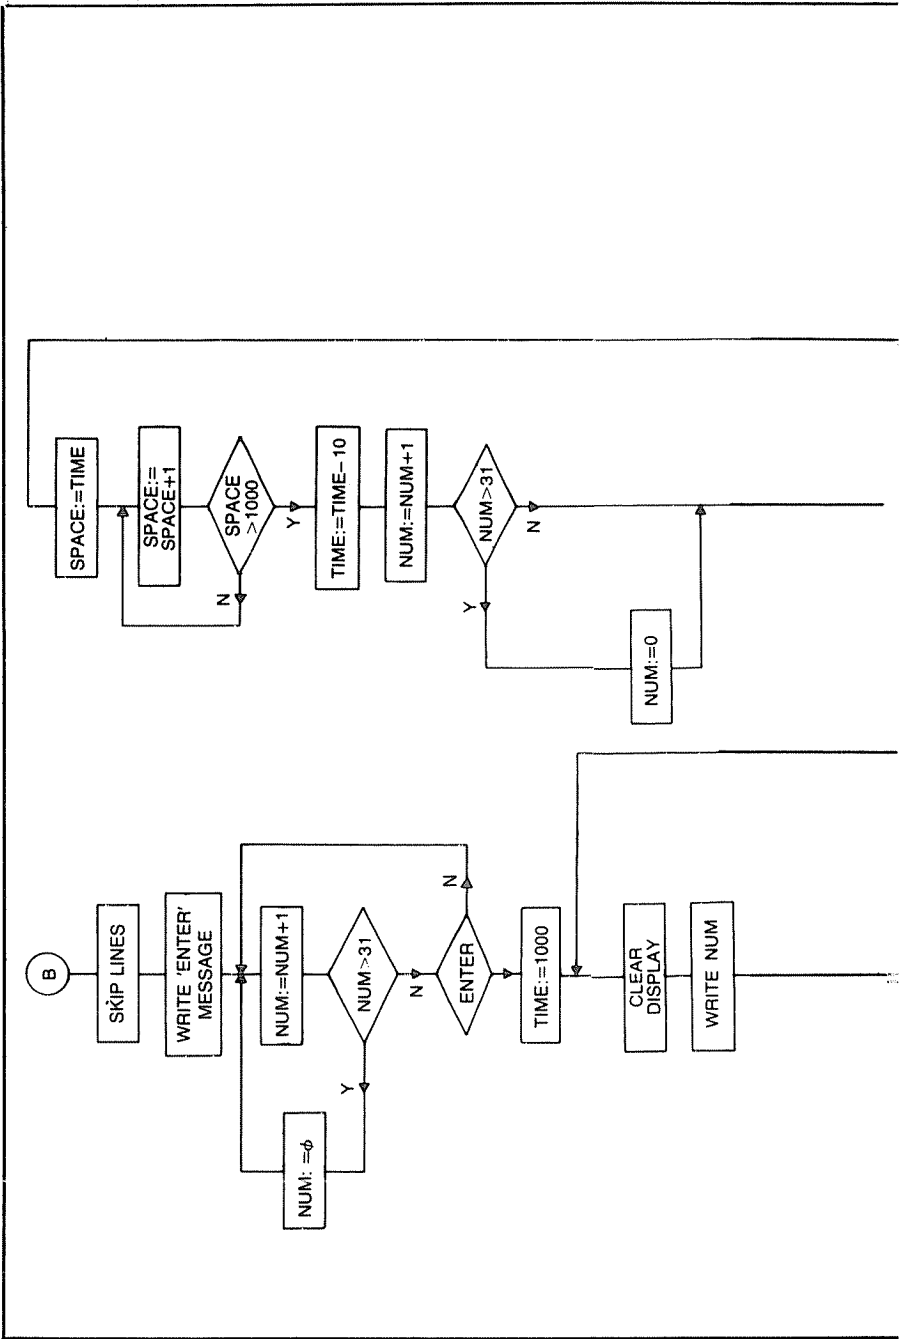 B
SKIP LINES
WRITE 'ENTER'
MESSAGE
NUM:=NUM+1
NUM>31
Y
N
NUM: =ϕ
ENTER
N
TIME:=1000
CLEAR
DISPLAY
WRITE NUM
SPACE:=TIME
SPACE:=
SPACE+1
SPACE
>1000
N
Y
TIME:=TIME-10
NUM:=NUM+1
NUM>31
Y
N
NUM:=0